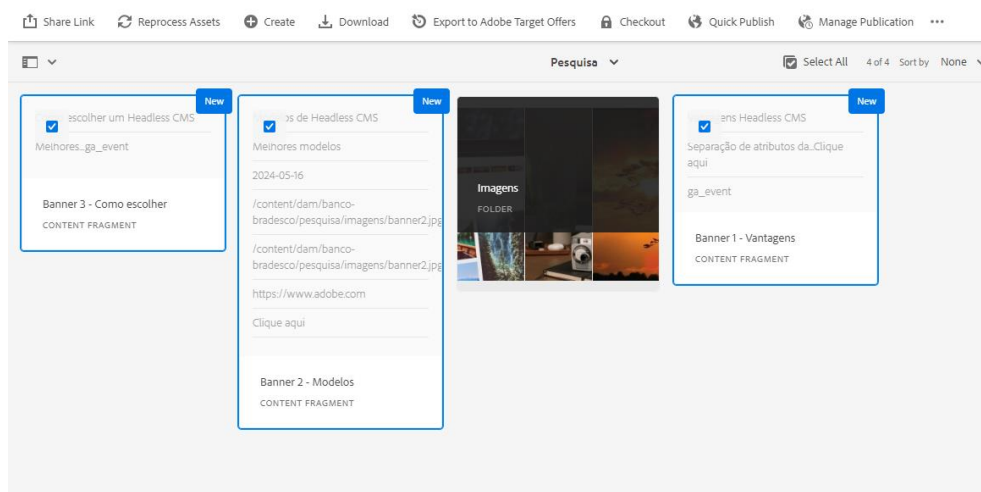 Share Link Reprocess Assets Create Download Export to Adobe Target Offers Checkout Quick Publish Manage Publication
Pesquisa Select All 4 of 4 Sort by None
New
escolher um Headless CMS
Melhores...ga_event
Banner 3 - Como escolher
CONTENT FRAGMENT
New
os de Headless CMS
Melhores modelos
2024-05-16
/content/dam/banco-
bradesco/pesquisa/imagens/banner2.jpg
/content/dam/banco-
bradesco/pesquisa/imagens/banner2.jpg
https://www.adobe.com
Clique aqui
Banner 2 - Modelos
CONTENT FRAGMENT
Imagens
FOLDER
New
ens Headless CMS
Separação de atributos da...Clique
aqui
ga_event
Banner 1 - Vantagens
CONTENT FRAGMENT